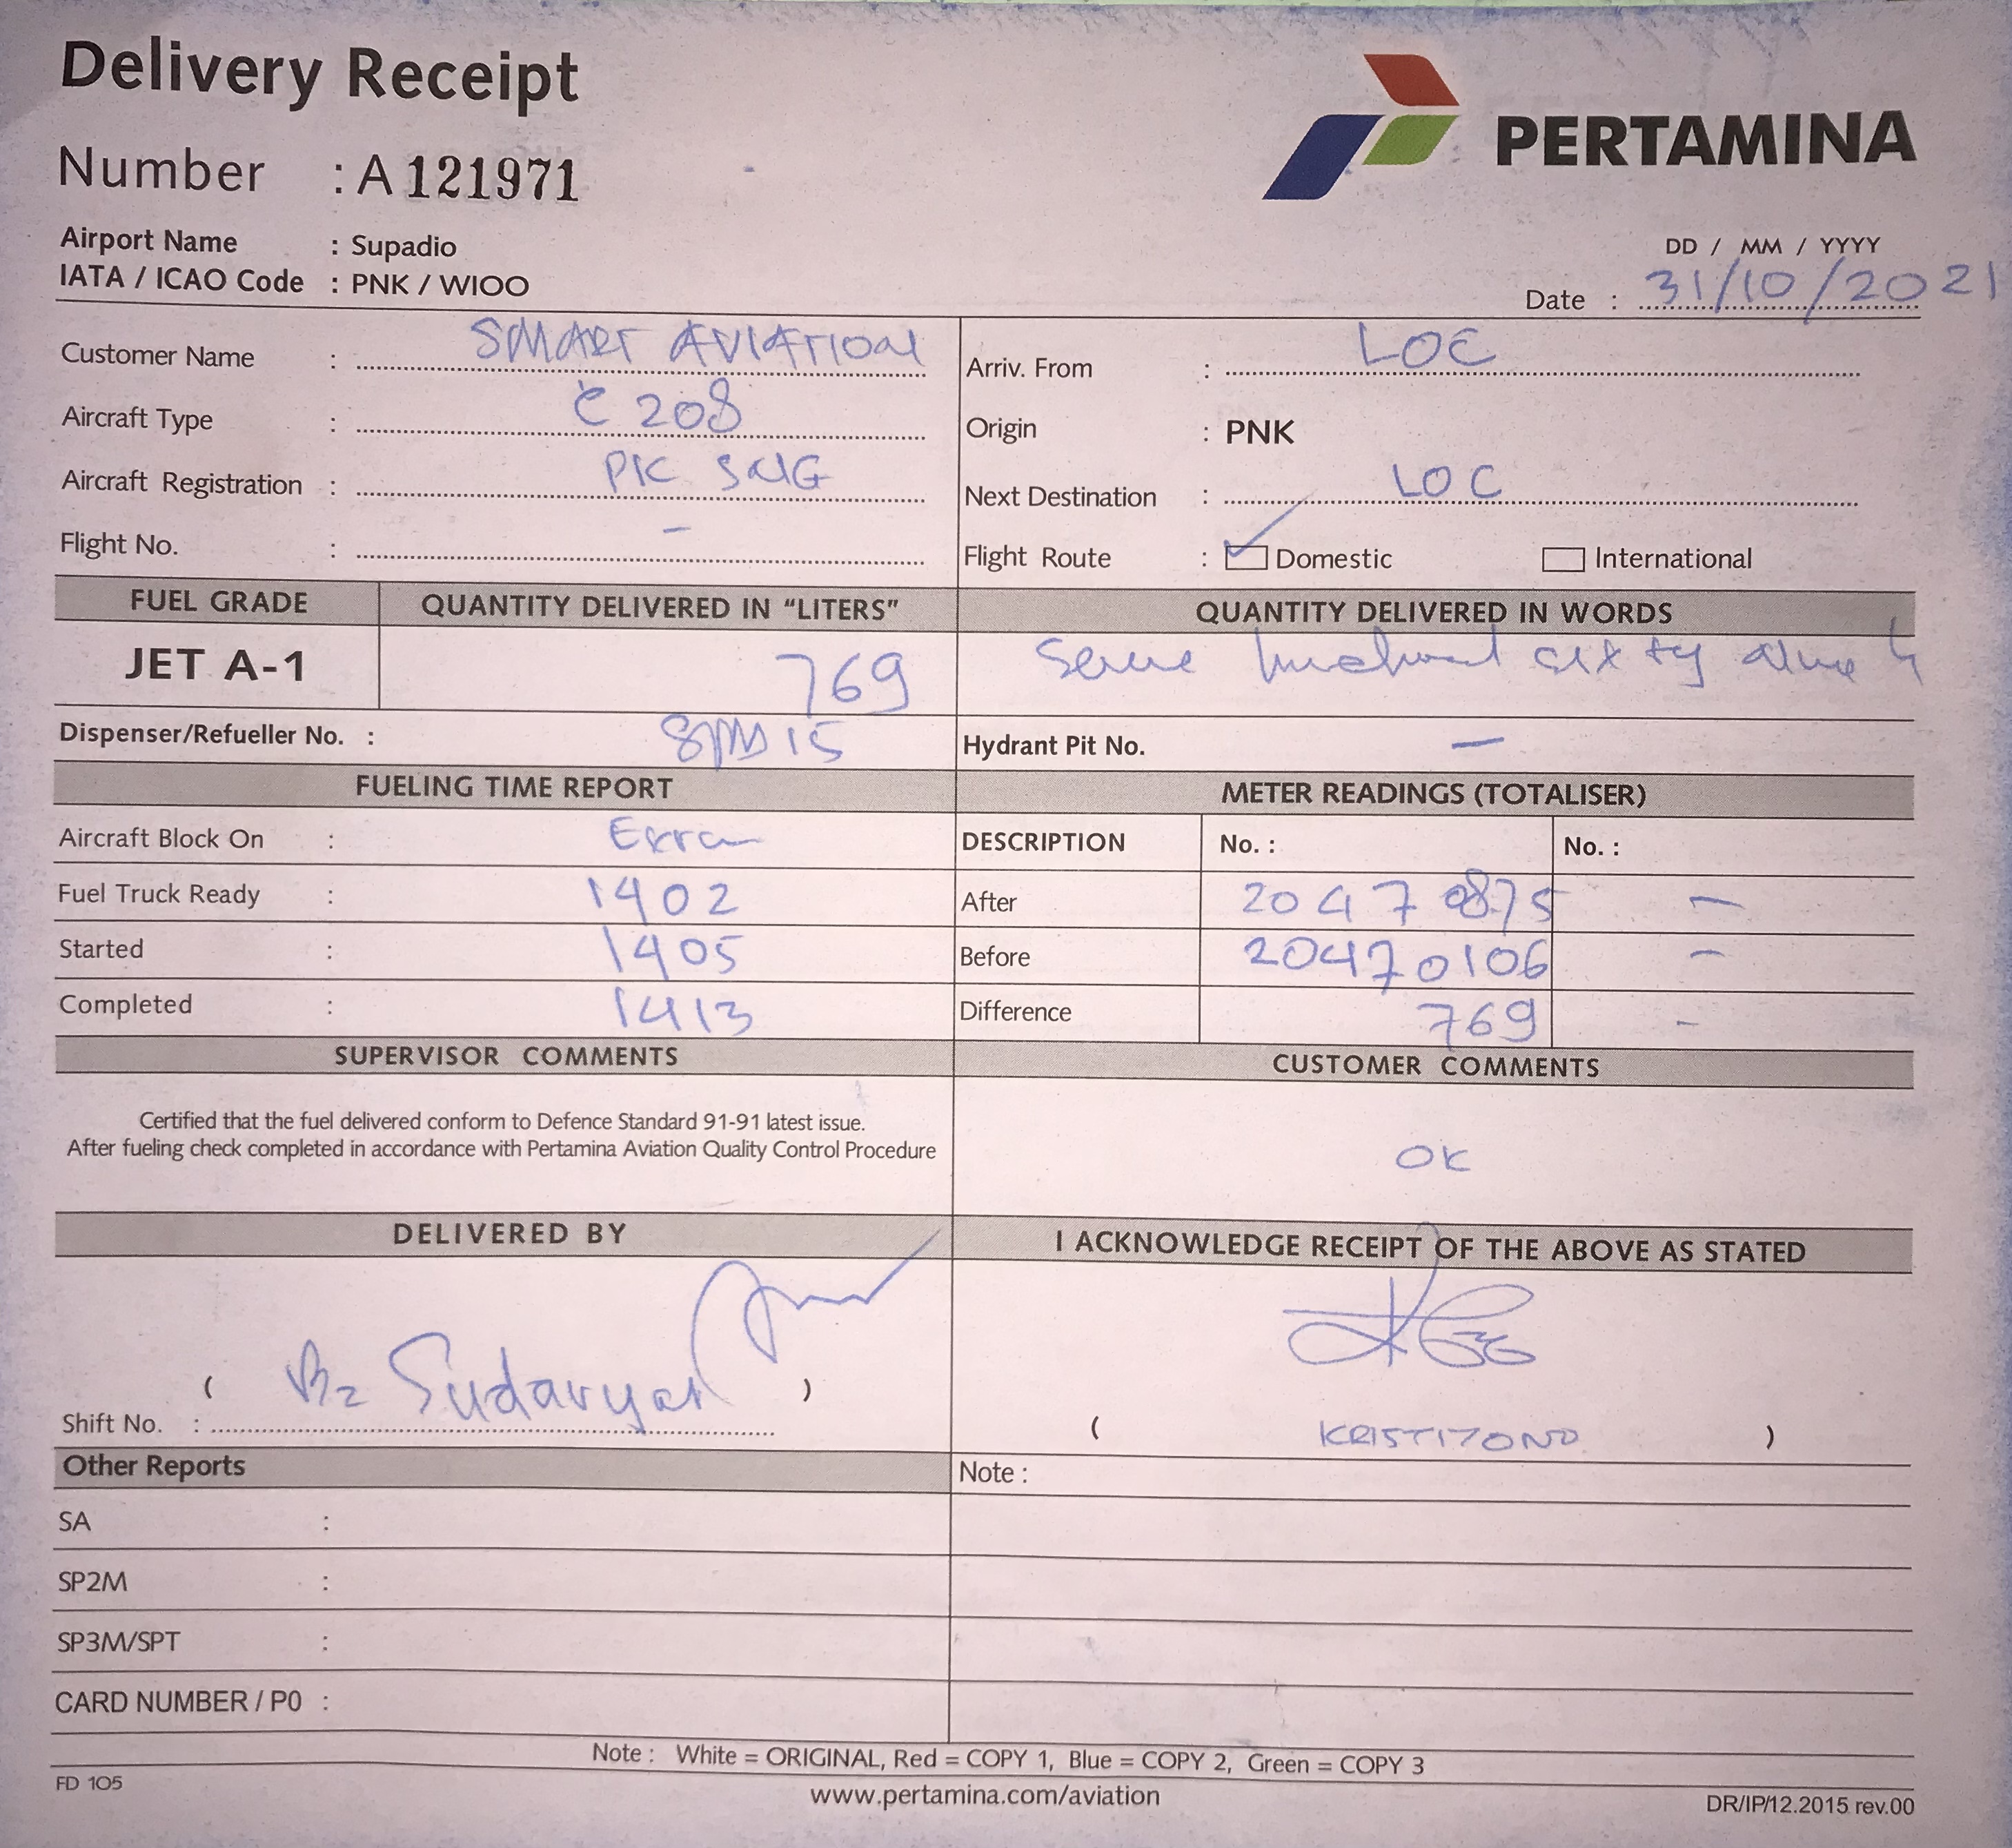 Delivery Receipt
PERTAMINA
Number : A 121971
Airport Name : Supadio
IATA / ICAO Code : PNK / WIOO
DD / MM / YYYY
Date : 31/10/2021
Customer Name : SMART AVIATION
Arriv. From : LOC
Aircraft Type : C 208
Origin : PNK
Aircraft Registration : PK
Next Destination : LOC
Flight No. : -
Flight Route : Domestic International
FUEL GRADE QUANTITY DELIVERED IN "LITERS" QUANTITY DELIVERED IN WORDS
JET A-1 769 hundred sixty
Dispenser/Refueller No. : 15
Hydrant Pit No. -
FUELING TIME REPORT METER READINGS (TOTALISER)
Aircraft Block On :
DESCRIPTION No. : No. :
Fuel Truck Ready : 1402
After 20470875 -
Started : 1405
Before 20470106 -
Completed : 1413
Difference 769 -
SUPERVISOR COMMENTS CUSTOMER COMMENTS
Certified that the fuel delivered conform to Defence Standard 91-91 latest issue.
After fueling check completed in accordance with Pertamina Aviation Quality Control Procedure
OK
DELIVERED BY I ACKNOWLEDGE RECEIPT OF THE ABOVE AS STATED
( )
Shift No. :
( )
Other Reports Note :
SA :
SP2M :
SP3M/SPT :
CARD NUMBER / PO :
Note : White = ORIGINAL, Red = COPY 1, Blue = COPY 2, Green = COPY 3
FD 105 www.pertamina.com/aviation DR/IP/12.2015 rev.00